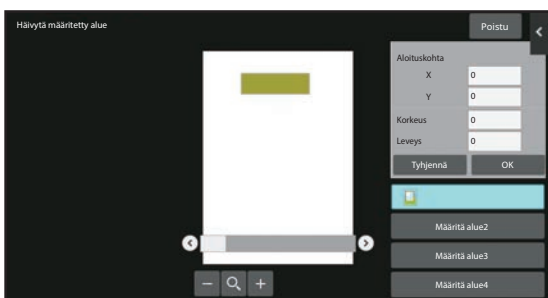 Häivytä määritetty alue
Poistu
Aloituskohta
X 0
Y 0
Korkeus 0
Leveys 0
Tyhjennä OK
Määritä alue2
Määritä alue3
Määritä alue4